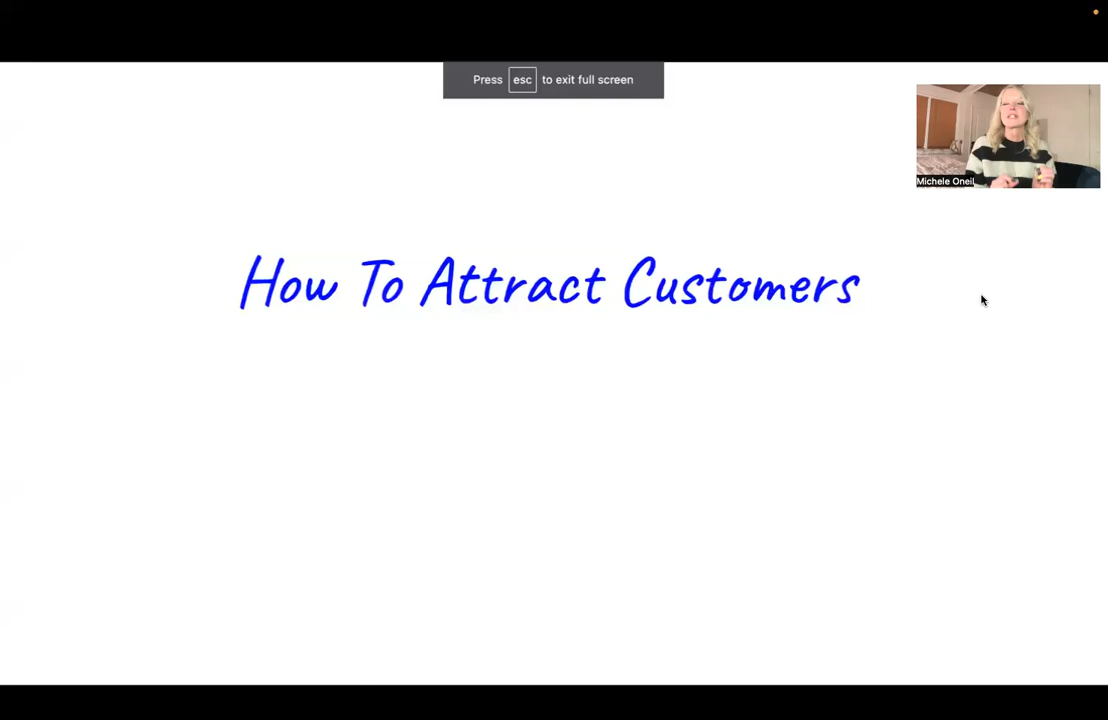 Press esc to exit full screen
Michele Oneil
How To Attract Customers